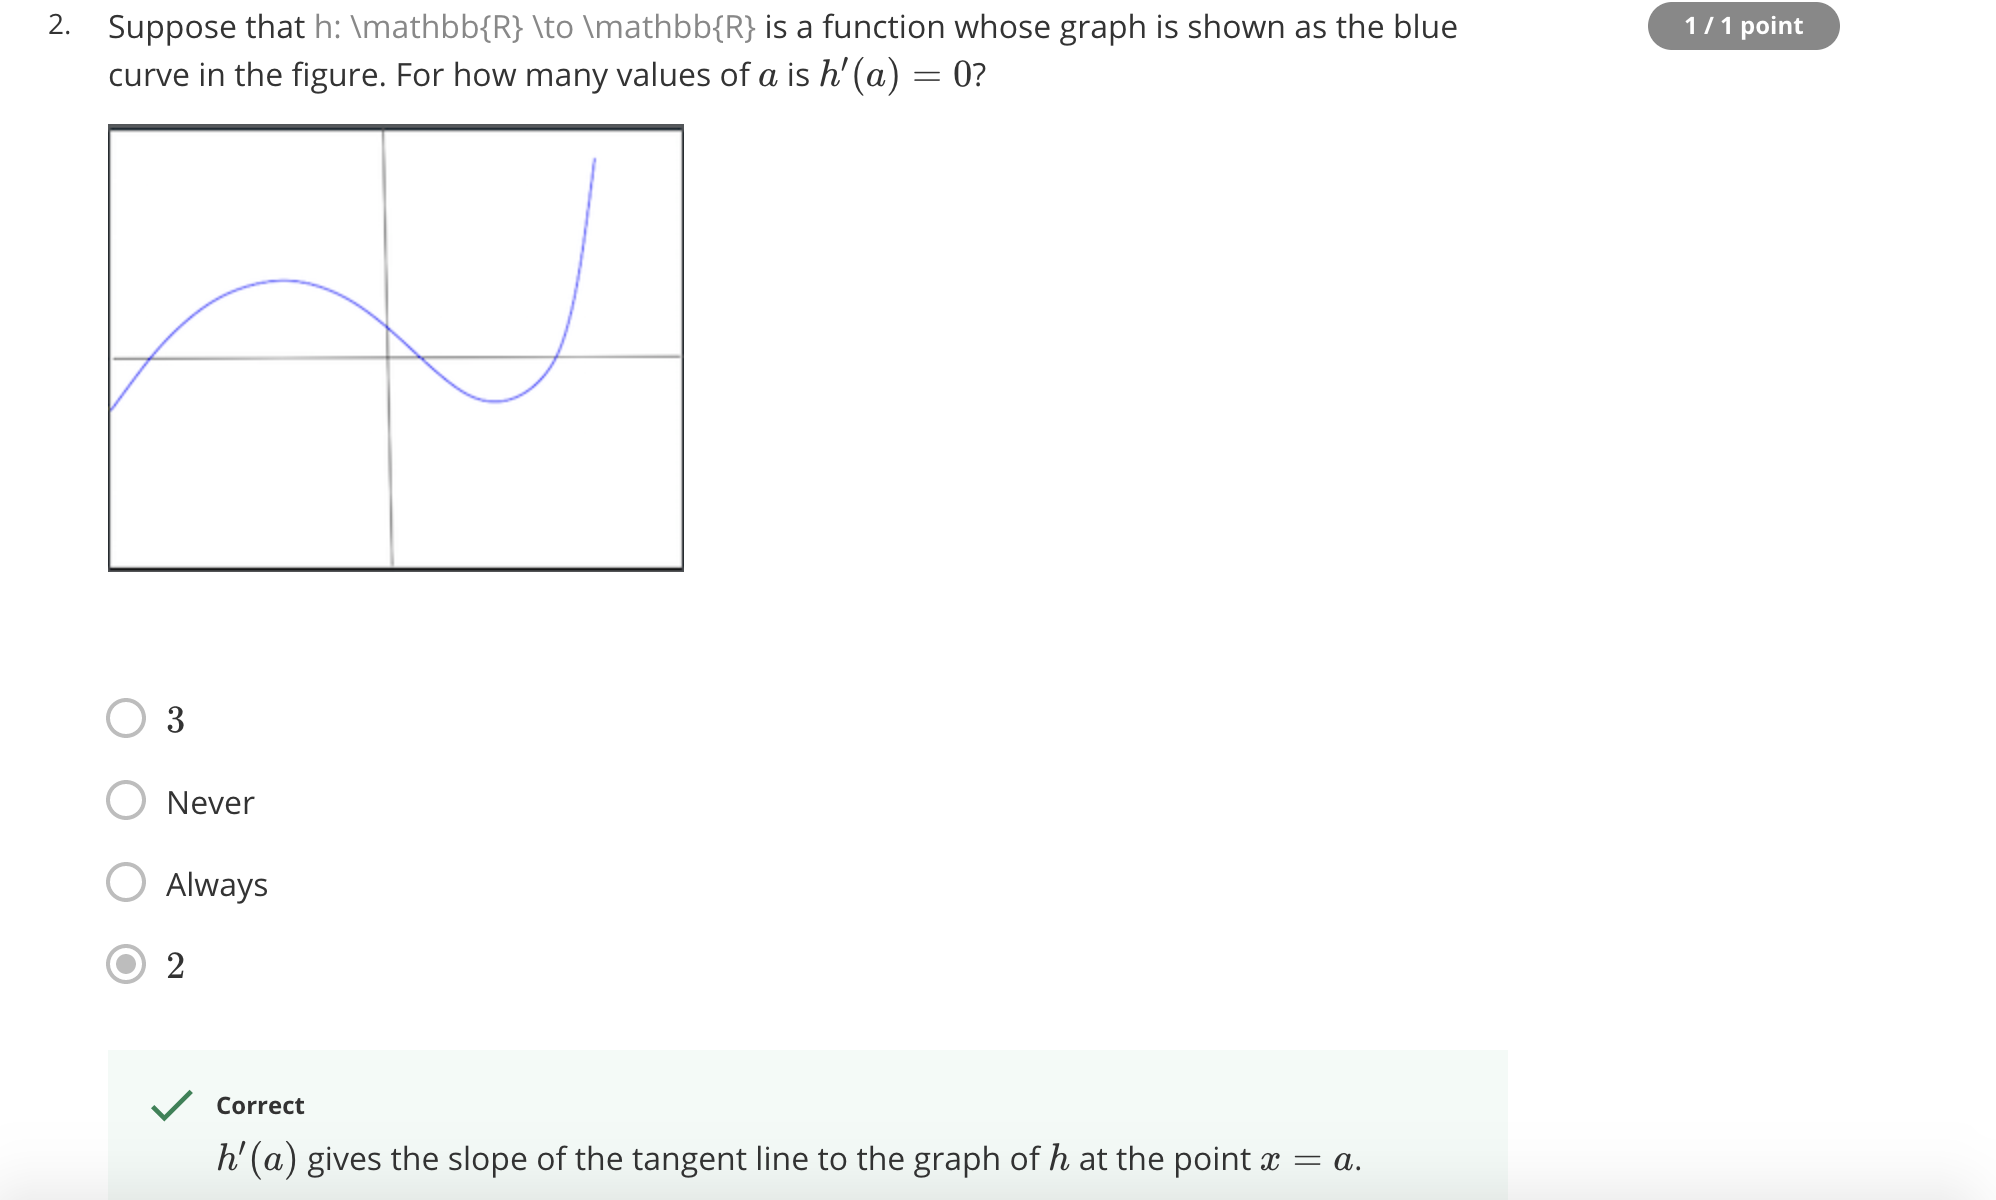 2. Suppose that h: \mathbb{R} \to \mathbb{R} is a function whose graph is shown as the blue
1 / 1 point
curve in the figure. For how many values of a is h′(a) = 0?
3
Never
Always
2
Correct
h′(a) gives the slope of the tangent line to the graph of h at the point x = a.